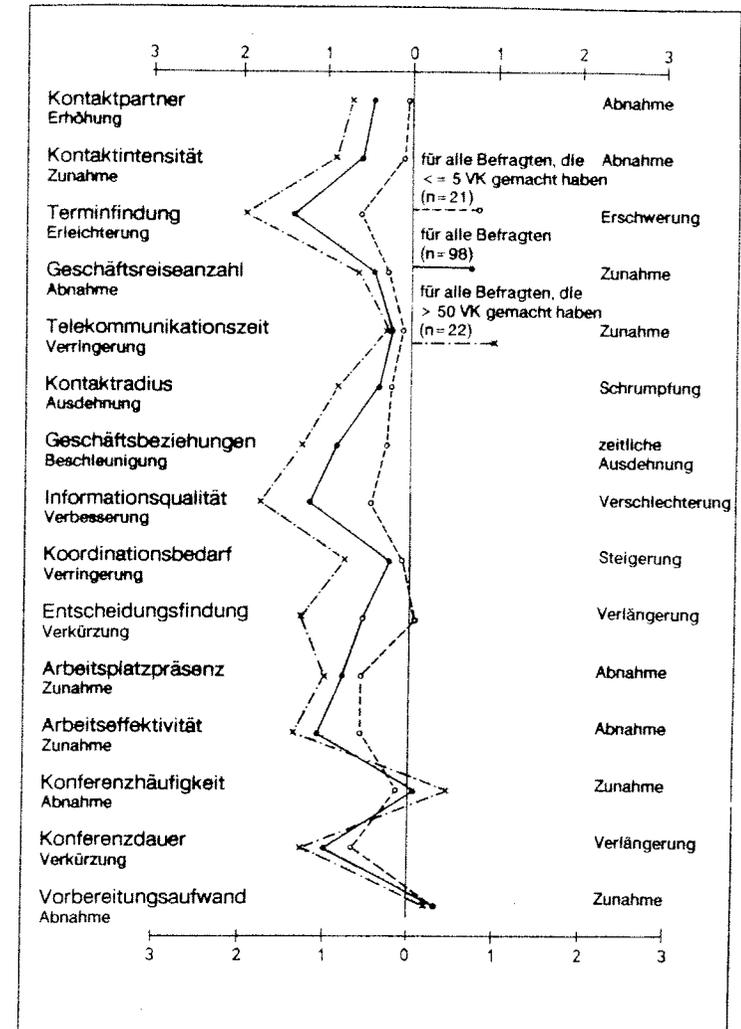 3 2 1 0 1 2 3
Kontaktpartner Abnahme
Erhöhung
Kontaktintensität Abnahme
Zunahme
für alle Befragten, die
< = 5 VK gemacht haben
(n=21)
Terminfindung Erschwerung
Erleichterung
für alle Befragten
(n=98)
Geschäftsreiseanzahl Zunahme
Abnahme
für alle Befragten, die
> 50 VK gemacht haben
(n=22)
Telekommunikationszeit Zunahme
Verringerung
Kontaktradius Schrumpfung
Ausdehnung
Geschäftsbeziehungen zeitliche
Beschleunigung Ausdehnung
Informationsqualität Verschlechterung
Verbesserung
Koordinationsbedarf Steigerung
Verringerung
Entscheidungsfindung Verlängerung
Verkürzung
Arbeitsplatzpräsenz Abnahme
Zunahme
Arbeitseffektivität Abnahme
Zunahme
Konferenzhäufigkeit Zunahme
Abnahme
Konferenzdauer Verlängerung
Verkürzung
Vorbereitungsaufwand Zunahme
Abnahme
3 2 1 0 1 2 3